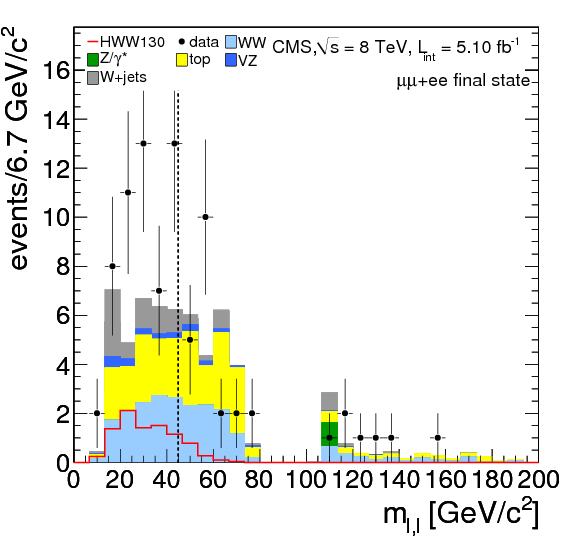 HWW130 data WW CMS,√s = 8 TeV, L_int = 5.10 fb⁻¹
Z/γ* top VZ
W+jets μμ+ee final state
events/6.7 GeV/c²
16
14
12
10
8
6
4
2
0
0 20 40 60 80 100 120 140 160 180 200
m_l,l [GeV/c²]